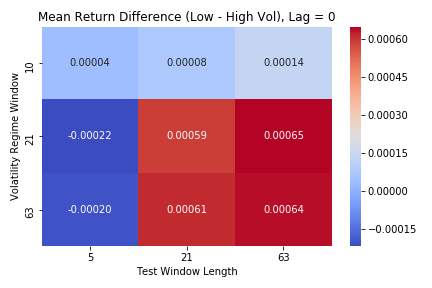 Mean Return Difference (Low - High Vol), Lag = 0
Volatility Regime Window
10
21
63
0.00004 0.00008 0.00014
-0.00022 0.00059 0.00065
-0.00020 0.00061 0.00064
5 21 63
Test Window Length
0.00060
0.00045
0.00030
0.00015
0.00000
−0.00015